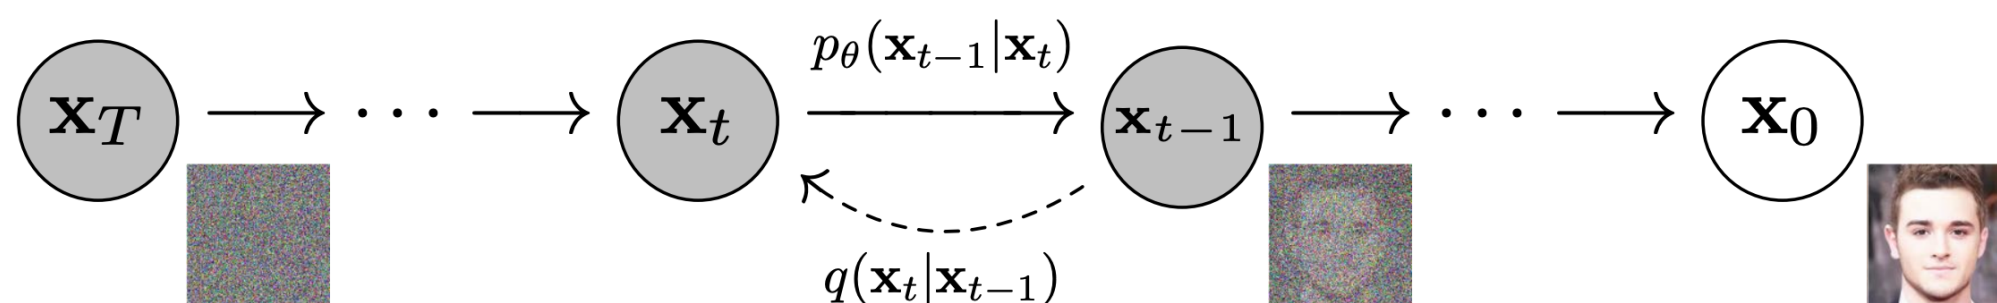 p_θ(x_{t−1}|x_t)
x_T ⟶ ··· ⟶ x_t ⟶ x_{t−1} ⟶ ··· ⟶ x_0
q(x_t|x_{t−1})